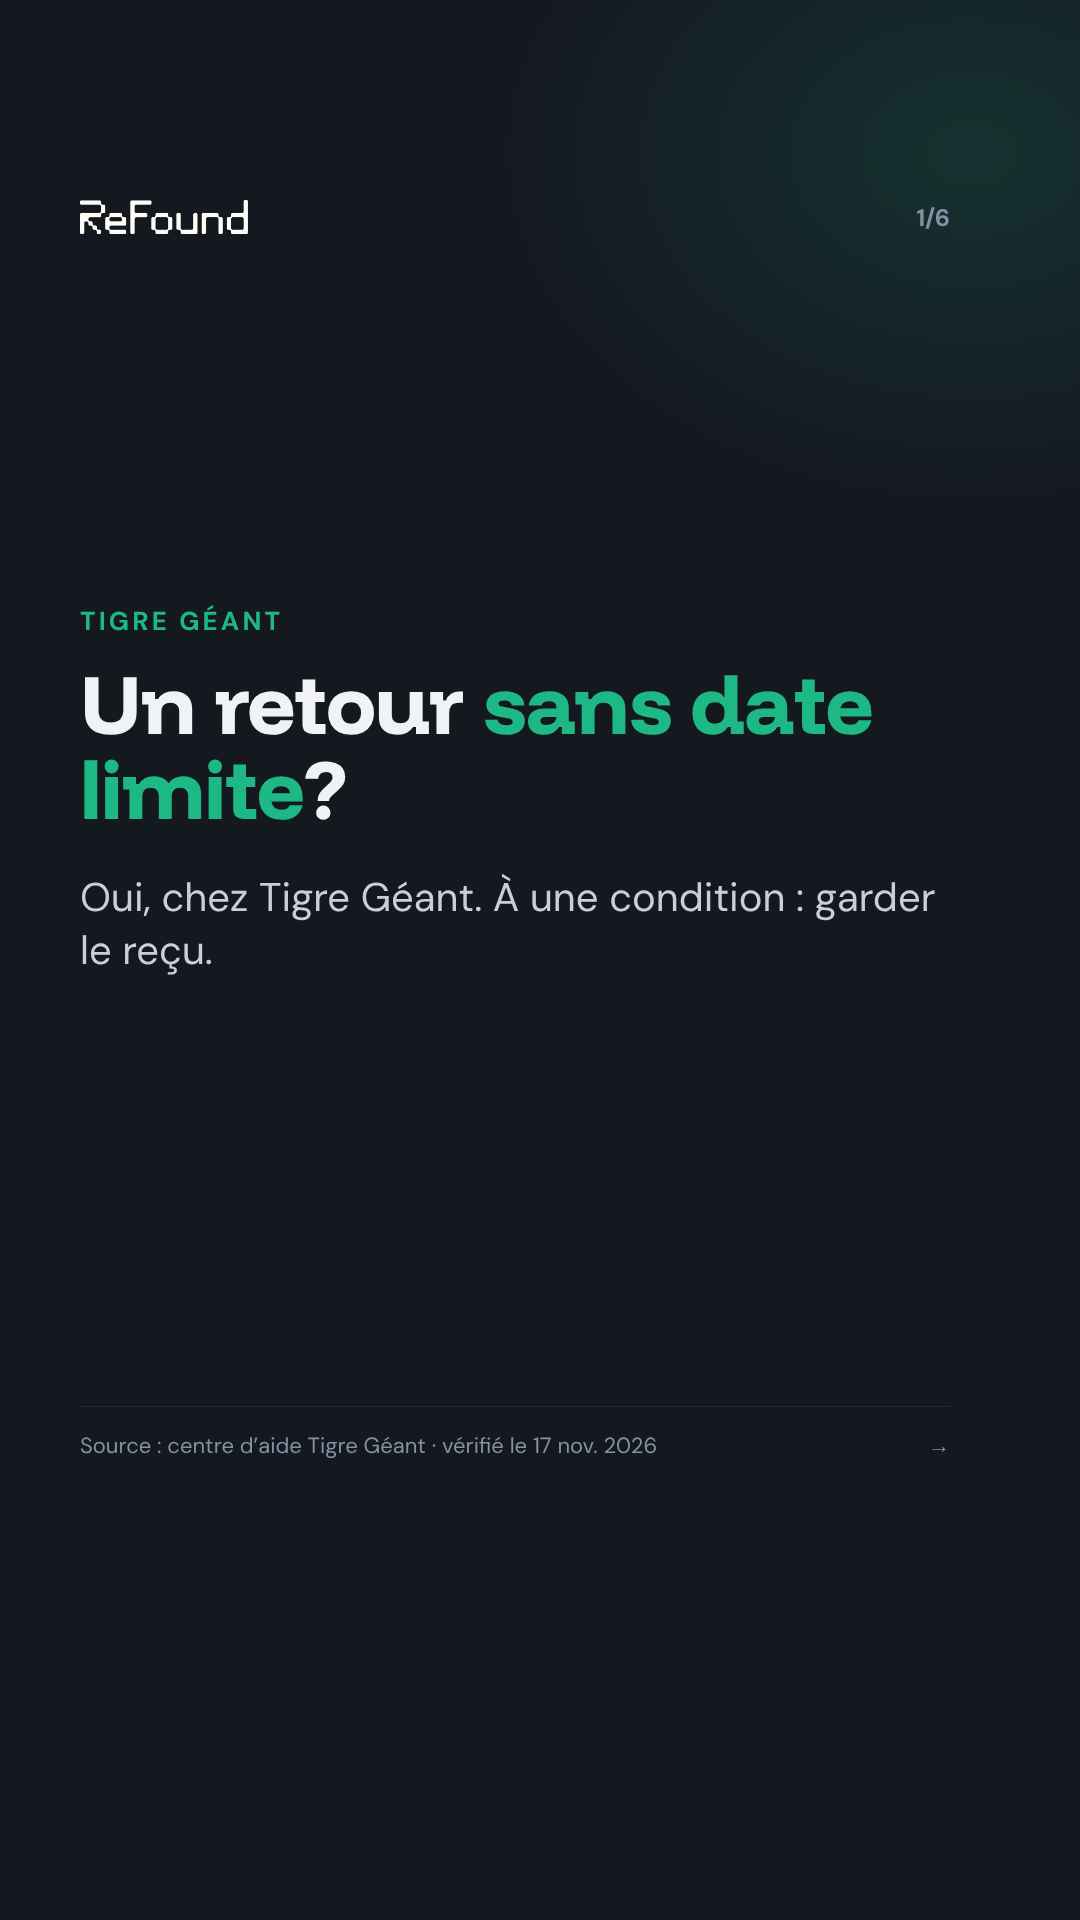 ReFound
1/6
TIGRE GÉANT
Un retour sans date
limite?
Oui, chez Tigre Géant. À une condition : garder
le reçu.
Source : centre d’aide Tigre Géant · vérifié le 17 nov. 2026 →